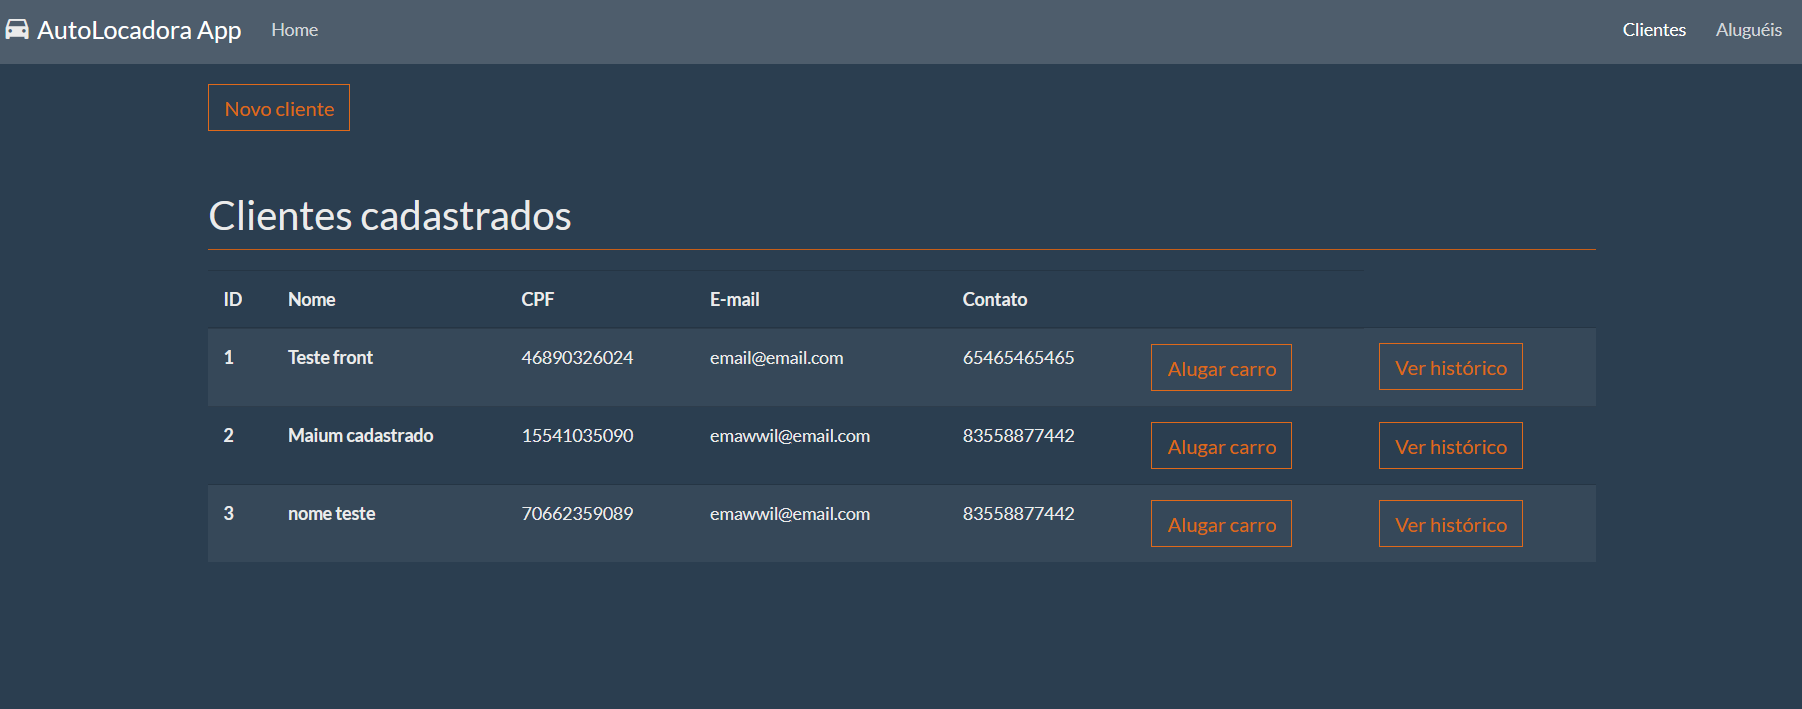 AutoLocadora App Home Clientes Aluguéis
Novo cliente
Clientes cadastrados
ID Nome CPF E-mail Contato
1 Teste front 46890326024 email@email.com 65465465465 Alugar carro Ver histórico
2 Maium cadastrado 15541035090 emawwil@email.com 83558877442 Alugar carro Ver histórico
3 nome teste 70662359089 emawwil@email.com 83558877442 Alugar carro Ver histórico